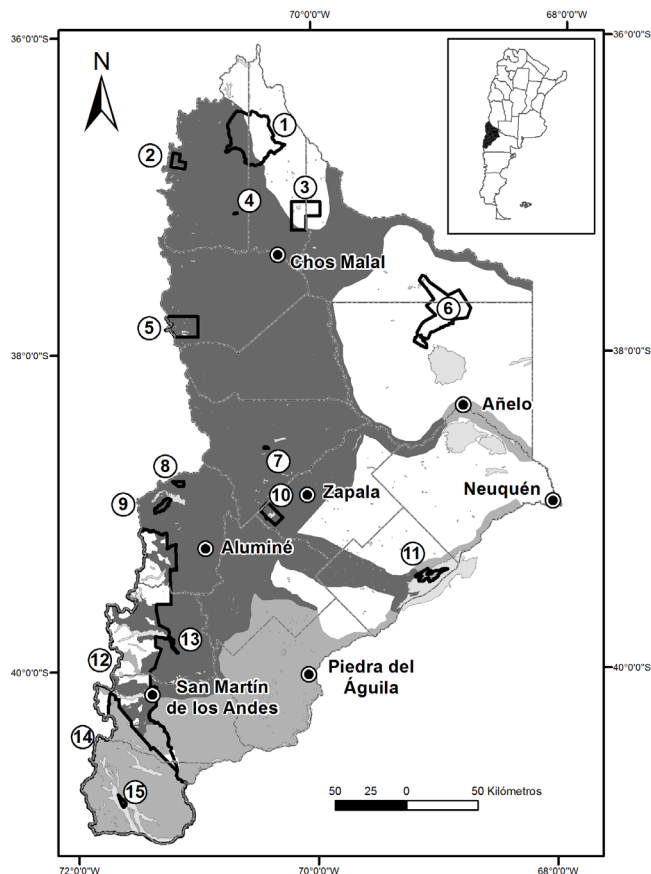 70°0'0"W
68°0'0"W
36°0'0"S
36°0'0"S
N
1
2
3
4
Chos Malal
6
5
38°0'0"S
38°0'0"S
Añelo
7
8
10
Zapala
Neuquén
9
Aluminé
11
13
12
40°0'0"S
40°0'0"S
Piedra del
Águila
San Martín
de los Andes
14
15
50 25 0 50 Kilómetros
72°0'0"W
70°0'0"W
68°0'0"W